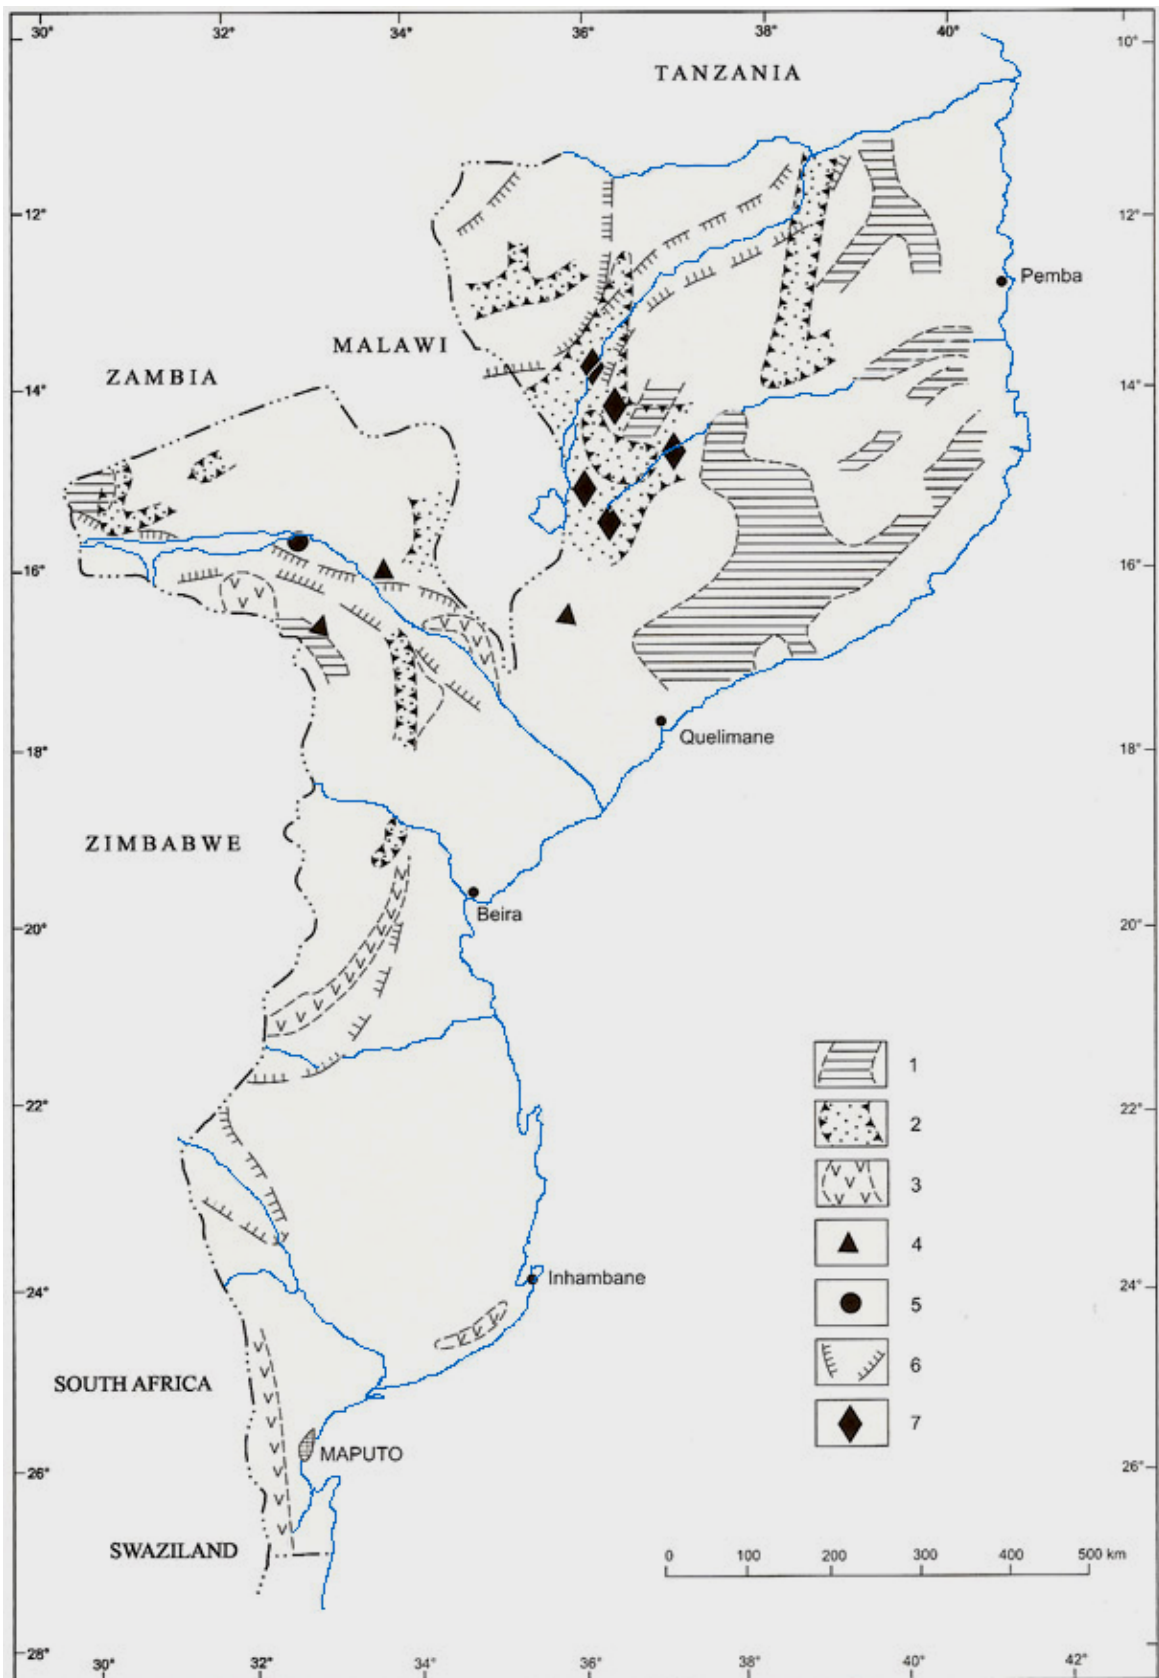 30° 32° 34° 36° 38° 40°
10°
TANZANIA
12° 12°
Pemba
MALAWI
ZAMBIA
14° 14°
16° 16°
Quelimane
18° 18°
ZIMBABWE
Beira
20° 20°
1
22° 2 22°
3
4
Inhambane
24° 5 24°
SOUTH AFRICA
6
7
MAPUTO
26° 26°
SWAZILAND
0 100 200 300 400 500 km
28°
30° 32° 34° 36° 38° 40° 42°